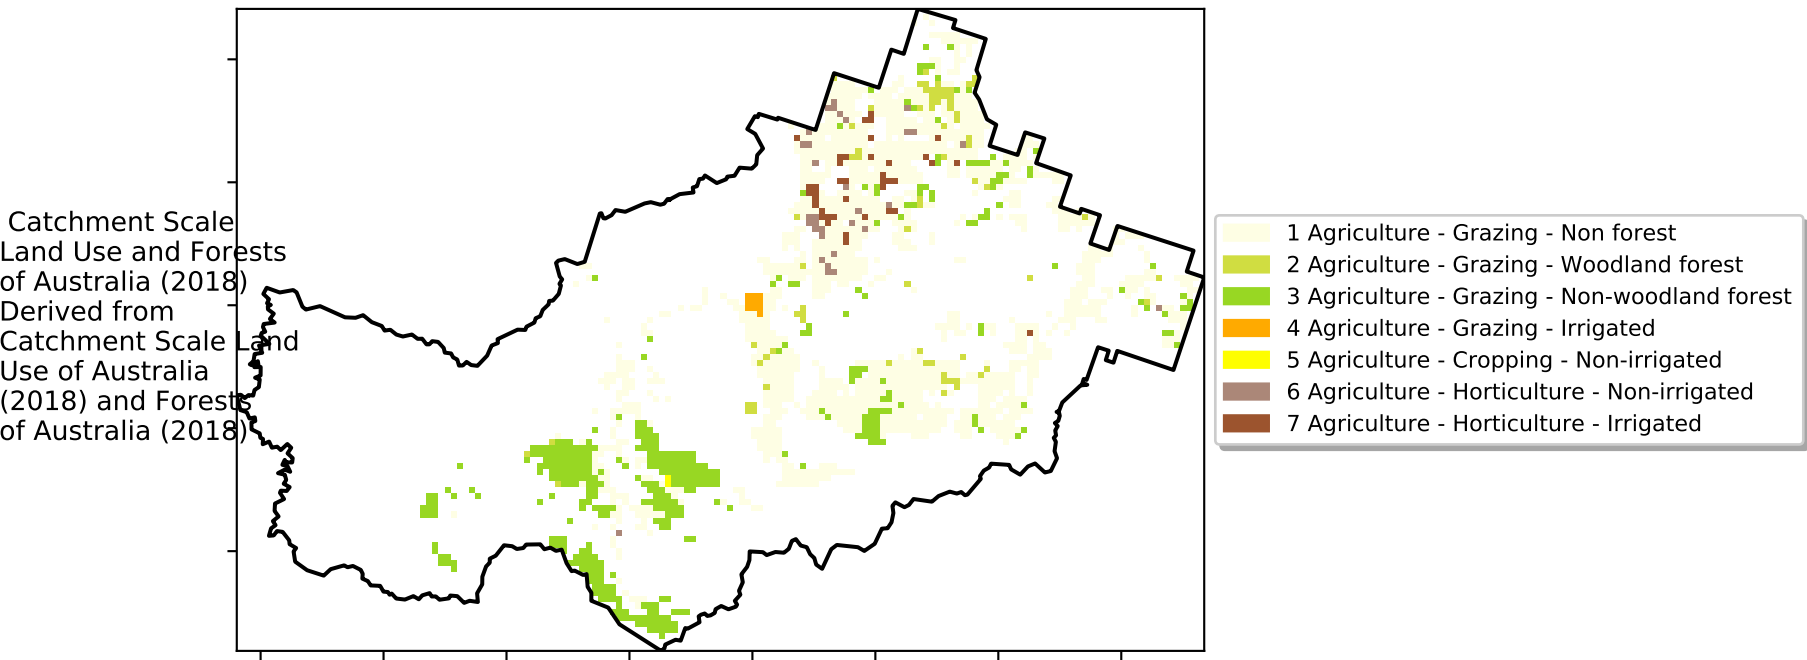 Catchment Scale
Land Use and Forests
of Australia (2018)
Derived from
Catchment Scale Land
Use of Australia
(2018) and Forests
of Australia (2018)
1 Agriculture - Grazing - Non forest
2 Agriculture - Grazing - Woodland forest
3 Agriculture - Grazing - Non-woodland forest
4 Agriculture - Grazing - Irrigated
5 Agriculture - Cropping - Non-irrigated
6 Agriculture - Horticulture - Non-irrigated
7 Agriculture - Horticulture - Irrigated